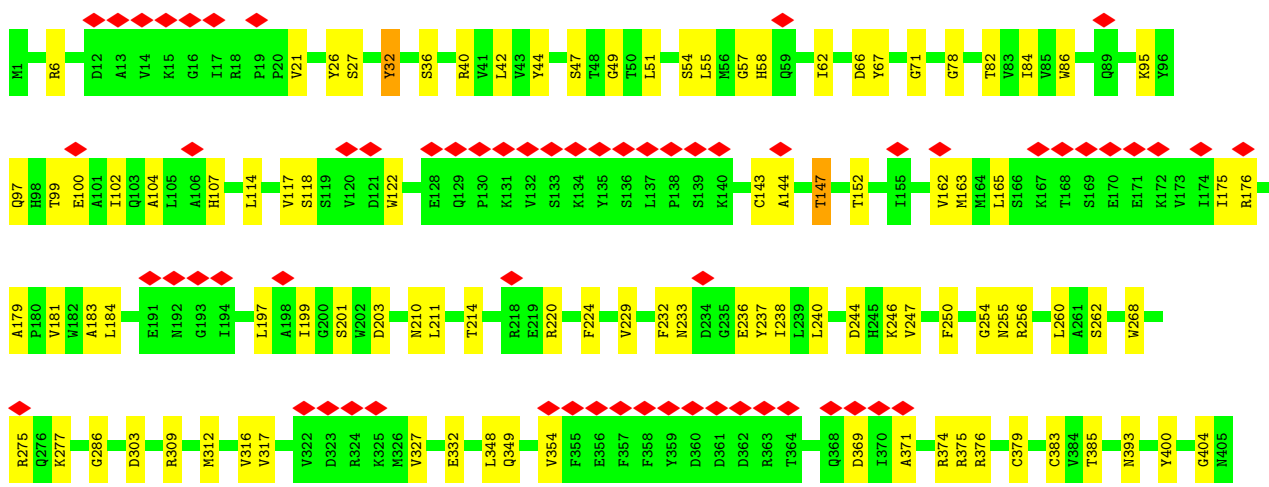 M1 R6 D12 A13 V14 K15 G16 I17 R18 P19 P20 V21 Y26 S27 Y32 S36 R40 V41 L42 V43 Y44 S47 T48 G49 T50 L51 S54 L55 M56 G57 H58 Q59 I62 D66 Y67 G71 G78 T82 V83 I84 V85 W86 Q89 K95 Y96
Q97 H98 T99 E100 A101 I102 Q103 A104 L105 A106 H107 L114 V117 S118 S119 V120 D121 W122 E128 Q129 P130 K131 V132 S133 K134 Y135 S136 L137 P138 S139 K140 C143 A144 T147 T152 I155 V162 M163 M164 L165 S166 K167 T168 S169 E170 E171 K172 V173 I174 I175 R176
A179 P180 V181 W182 A183 L184 E191 N192 G193 I194 L197 A198 I199 G200 S201 W202 D203 N210 L211 T214 R218 E219 R220 F224 V229 F232 N233 D234 G235 E236 Y237 I238 L239 L240 D244 H245 K246 V247 F250 G254 N255 R256 L260 A261 S262 W268
R275 Q276 K277 G286 D303 R309 M312 V316 V317 V322 D323 R324 K325 M326 V327 E332 L348 Q349 V354 F355 E356 F357 F358 Y359 D360 D361 D362 R363 T364 Q368 D369 I370 A371 R374 R375 R376 C379 C383 V384 T385 N393 Y400 G404 N405